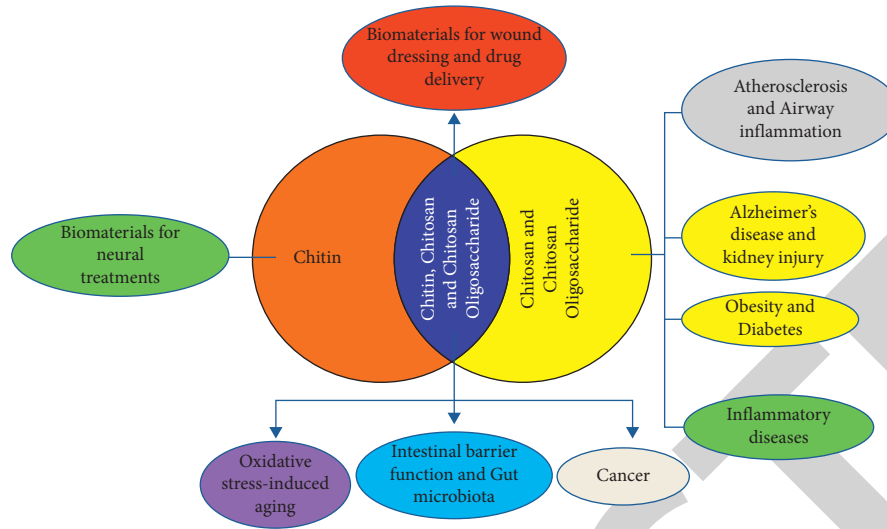 Biomaterials for wound
dressing and drug
delivery
Atherosclerosis
and Airway
inflammation
Biomaterials for
neural
treatments
Chitin
Chitin, Chitosan
and Chitosan
Oligosaccharide
Chitosan and
Chitosan
Oligosaccharide
Alzheimer's
disease and
kidney injury
Obesity and
Diabetes
Inflammatory
diseases
Oxidative
stress-induced
aging
Intestinal barrier
function and Gut
microbiota
Cancer